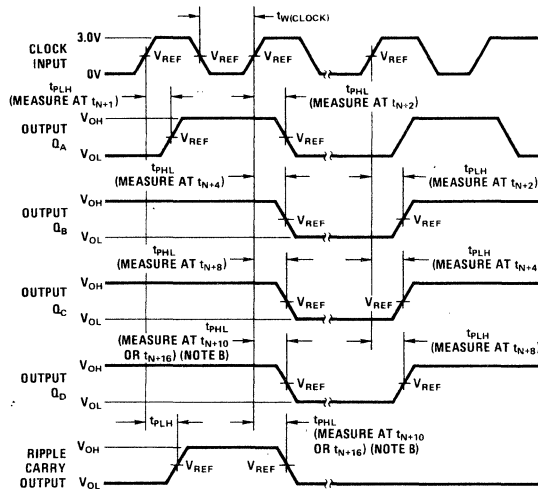 tW(CLOCK)
3.0V
CLOCK INPUT
VREF VREF VREF VREF
0V
tPLH (MEASURE AT tN+1)
tPHL (MEASURE AT tN+2)
VOH
OUTPUT QA
VREF VREF
VOL
tPHL (MEASURE AT tN+4)
tPLH (MEASURE AT tN+2)
VOH
OUTPUT QB
VREF VREF
VOL
tPHL (MEASURE AT tN+8)
tPLH (MEASURE AT tN+4)
VOH
OUTPUT QC
VREF VREF
VOL
tPHL (MEASURE AT tN+10 OR tN+16) (NOTE B)
tPLH (MEASURE AT tN+8)
VOH
OUTPUT QD
VREF VREF
VOL
tPLH
tPHL (MEASURE AT tN+10 OR tN+16) (NOTE B)
VOH
RIPPLE CARRY OUTPUT
VREF VREF
VOL